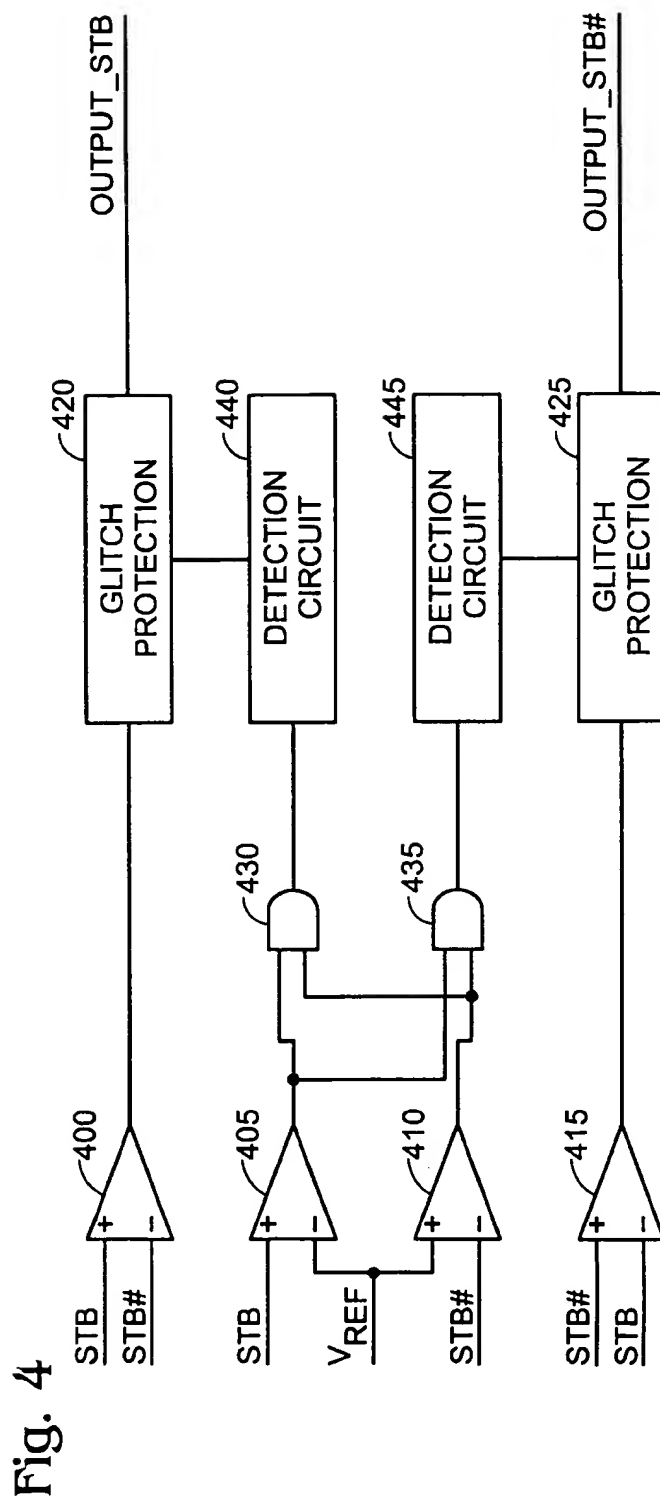 Fig. 4
STB
STB#
+
−
400
GLITCH
PROTECTION
420
OUTPUT_STB
STB
+
−
405
430
DETECTION
CIRCUIT
440
VREF
STB#
+
−
410
435
DETECTION
CIRCUIT
445
STB#
STB
+
−
415
GLITCH
PROTECTION
425
OUTPUT_STB#